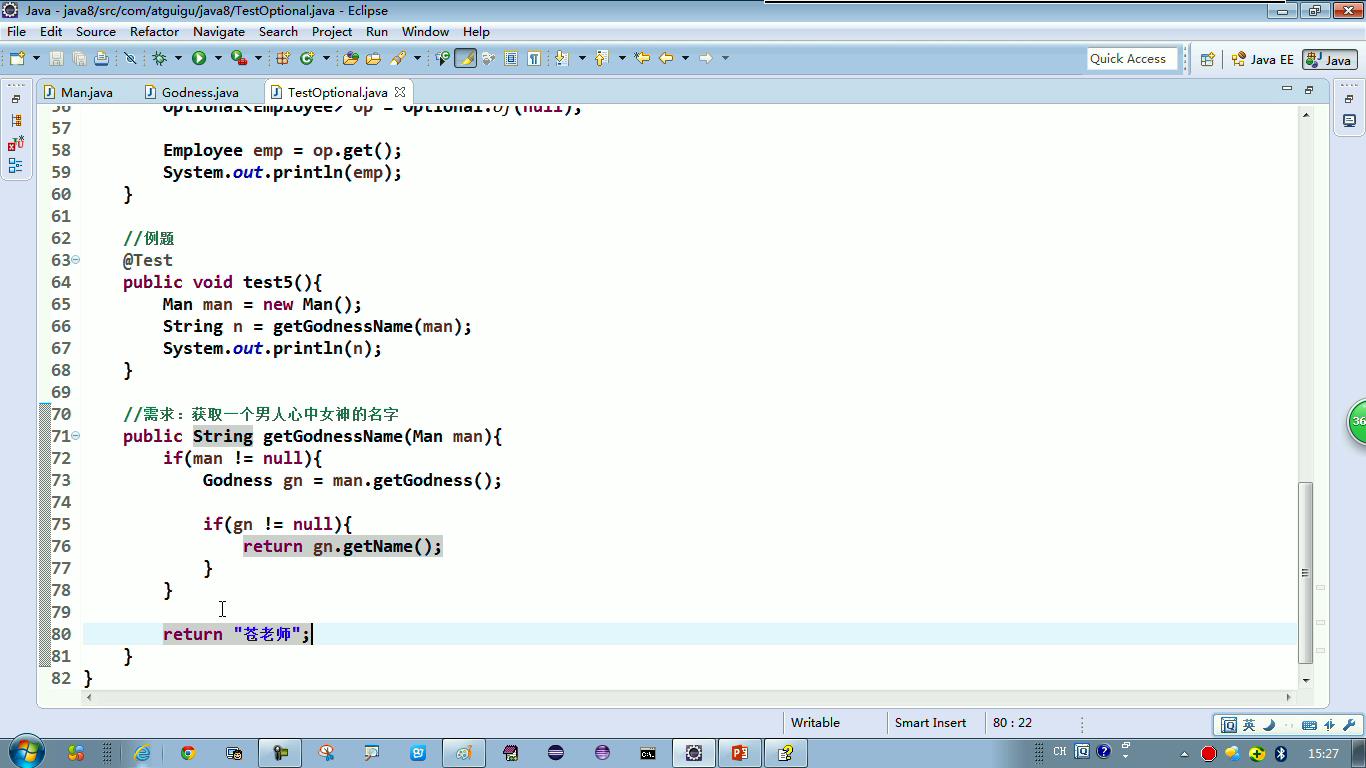 Java - java8/src/com/atguigu/java8/TestOptional.java - Eclipse
File Edit Source Refactor Navigate Search Project Run Window Help
Quick Access Java EE Java
Man.java Godness.java TestOptional.java
56 Optional<Employee> op = Optional.of(null);
57
58 Employee emp = op.get();
59 System.out.println(emp);
60 }
61
62 //例题
63 @Test
64 public void test5(){
65 Man man = new Man();
66 String n = getGodnessName(man);
67 System.out.println(n);
68 }
69
70 //需求：获取一个男人心中女神的名字
71 public String getGodnessName(Man man){
72 if(man != null){
73 Godness gn = man.getGodness();
74
75 if(gn != null){
76 return gn.getName();
77 }
78 }
79
80 return "苍老师";
81 }
82 }
36
Writable Smart Insert 80 : 22
英
CH 15:27